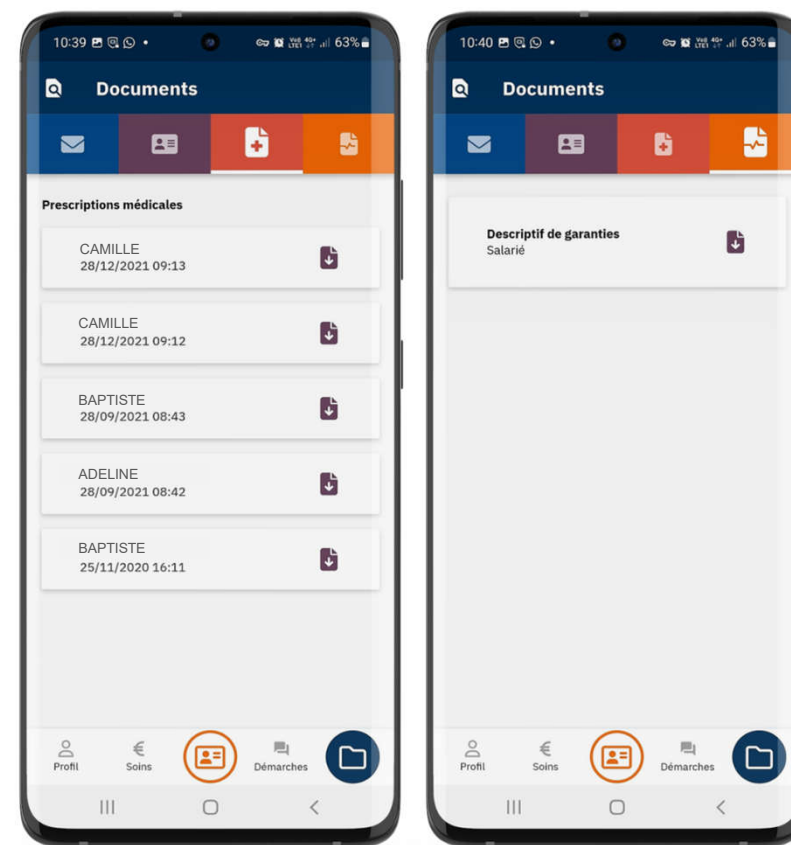 10:39
63%
Documents
Prescriptions médicales
CAMILLE
28/12/2021 09:13
CAMILLE
28/12/2021 09:12
BAPTISTE
28/09/2021 08:43
ADELINE
28/09/2021 08:42
BAPTISTE
25/11/2020 16:11
Profil
Soins
Démarches
10:40
63%
Documents
Descriptif de garanties
Salarié
Profil
Soins
Démarches